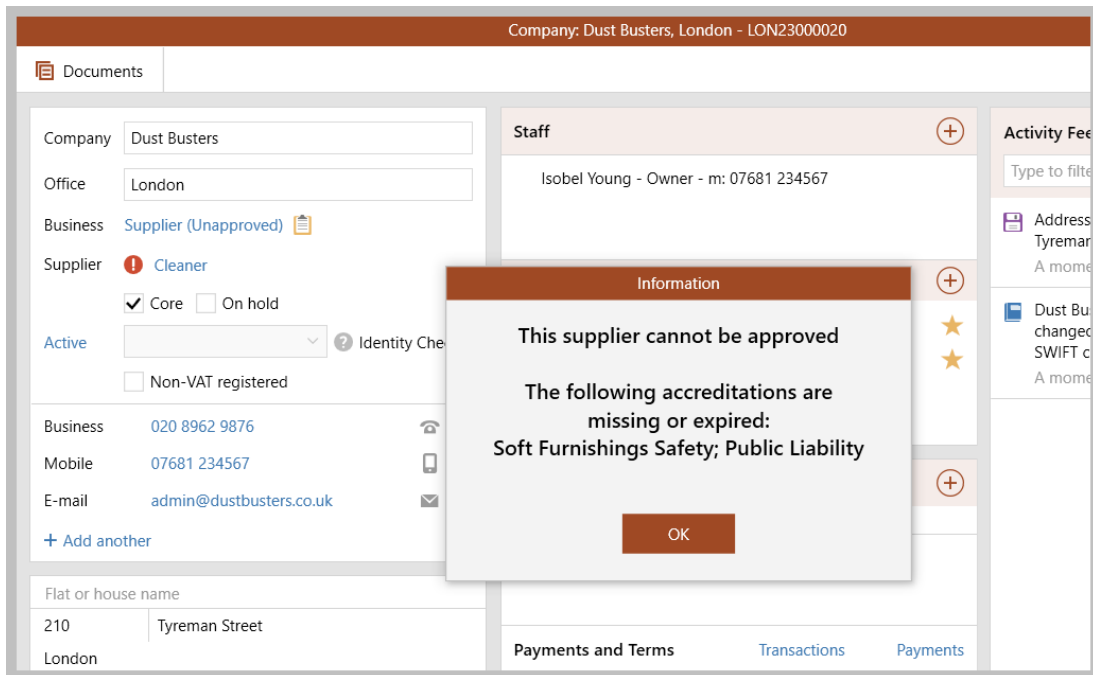 Company: Dust Busters, London - LON23000020
Documents
Company Dust Busters
Office London
Business Supplier (Unapproved)
Supplier Cleaner
Core On hold
Active ? Identity Che
Non-VAT registered
Business 020 8962 9876
Mobile 07681 234567
E-mail admin@dustbusters.co.uk
+ Add another
Flat or house name
210 Tyreman Street
London
Staff
Isobel Young - Owner - m: 07681 234567
Information
This supplier cannot be approved
The following accreditations are
missing or expired:
Soft Furnishings Safety; Public Liability
OK
Payments and Terms Transactions Payments
Activity Fee
Type to filte
Address
Tyremar
A mome
Dust Bu
changed
SWIFT c
A mome